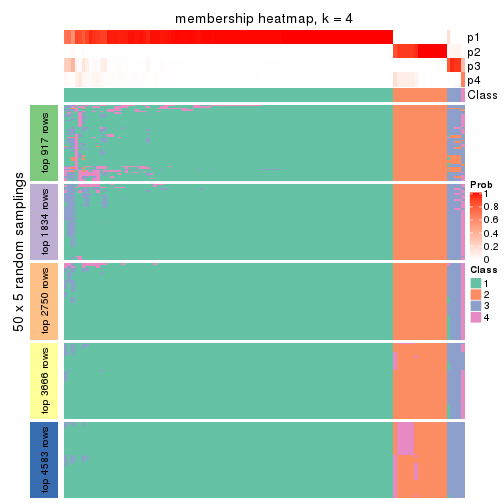 membership heatmap, k = 4
p1
p2
p3
p4
Class
50 x 5 random samplings
top 917 rows
top 1834 rows
top 2750 rows
top 3666 rows
top 4583 rows
Prob
1
0.8
0.6
0.4
0.2
0
Class
1
2
3
4